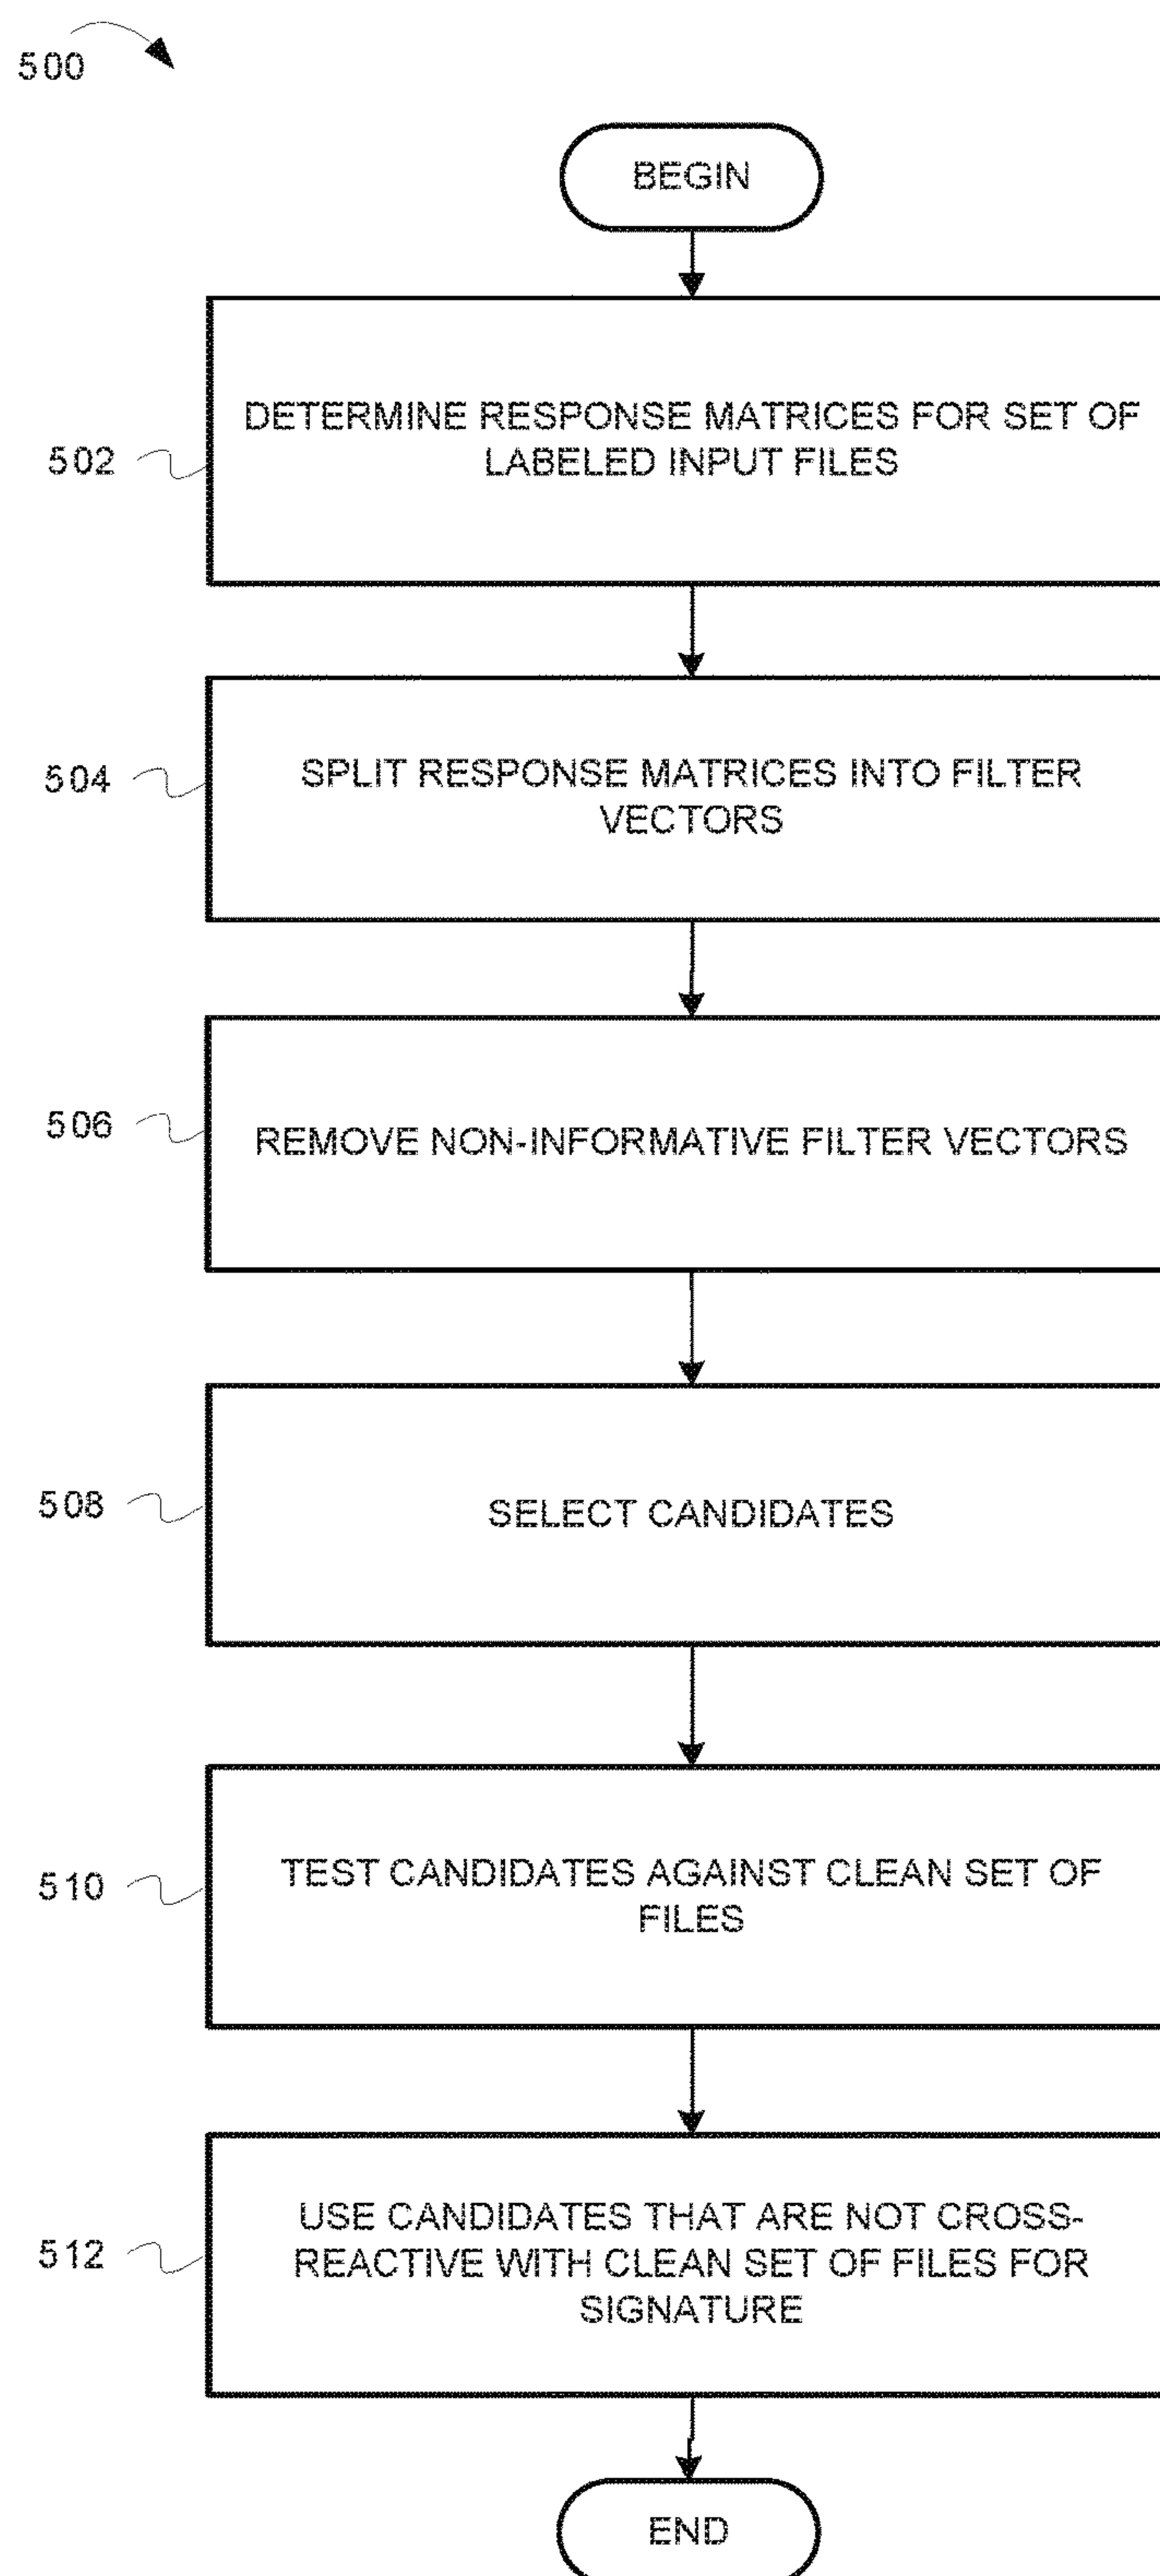 500
BEGIN
502
DETERMINE RESPONSE MATRICES FOR SET OF
LABELED INPUT FILES
504
SPLIT RESPONSE MATRICES INTO FILTER
VECTORS
506
REMOVE NON-INFORMATIVE FILTER VECTORS
508
SELECT CANDIDATES
510
TEST CANDIDATES AGAINST CLEAN SET OF
FILES
512
USE CANDIDATES THAT ARE NOT CROSS-
REACTIVE WITH CLEAN SET OF FILES FOR
SIGNATURE
END